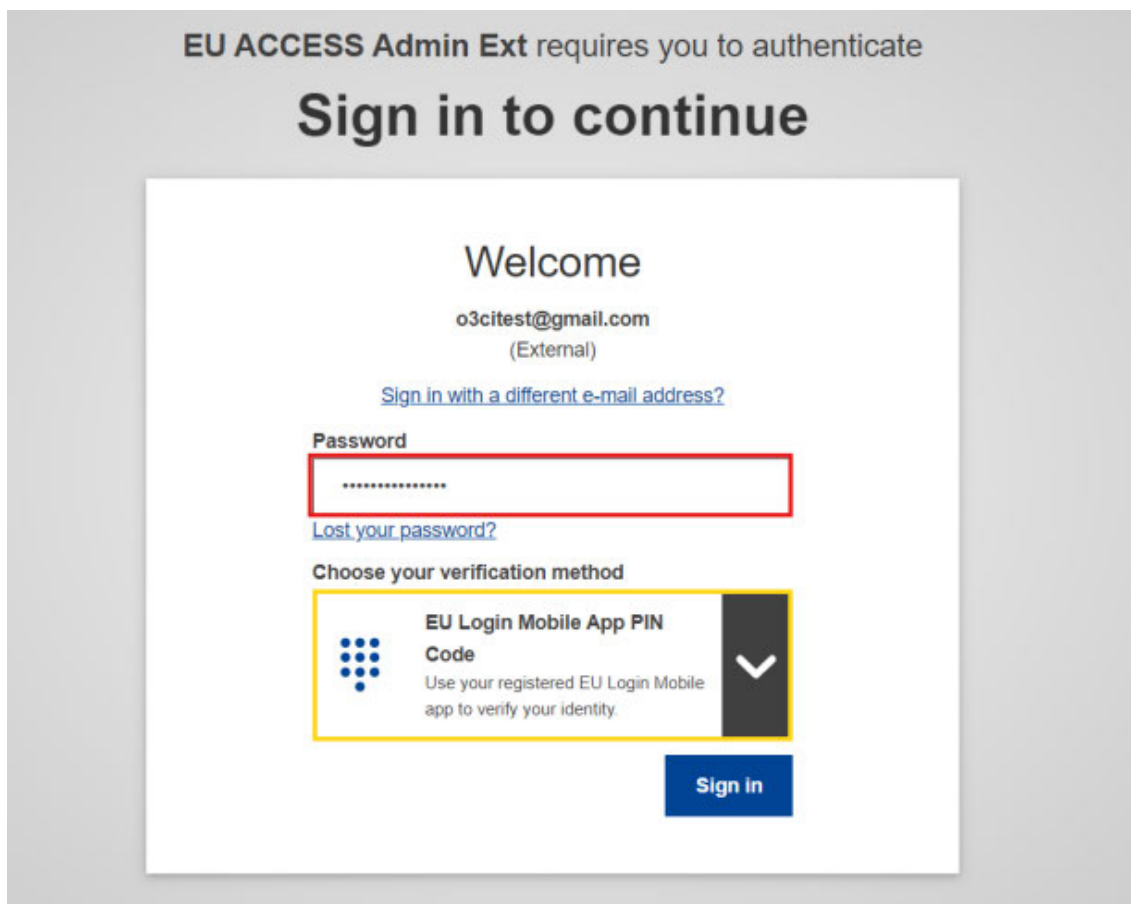 EU ACCESS Admin Ext requires you to authenticate
Sign in to continue
Welcome
o3citest@gmail.com
(External)
Sign in with a different e-mail address?
Password
•••••••••••••••
Lost your password?
Choose your verification method
EU Login Mobile App PIN
Code
Use your registered EU Login Mobile
app to verify your identity.
Sign in